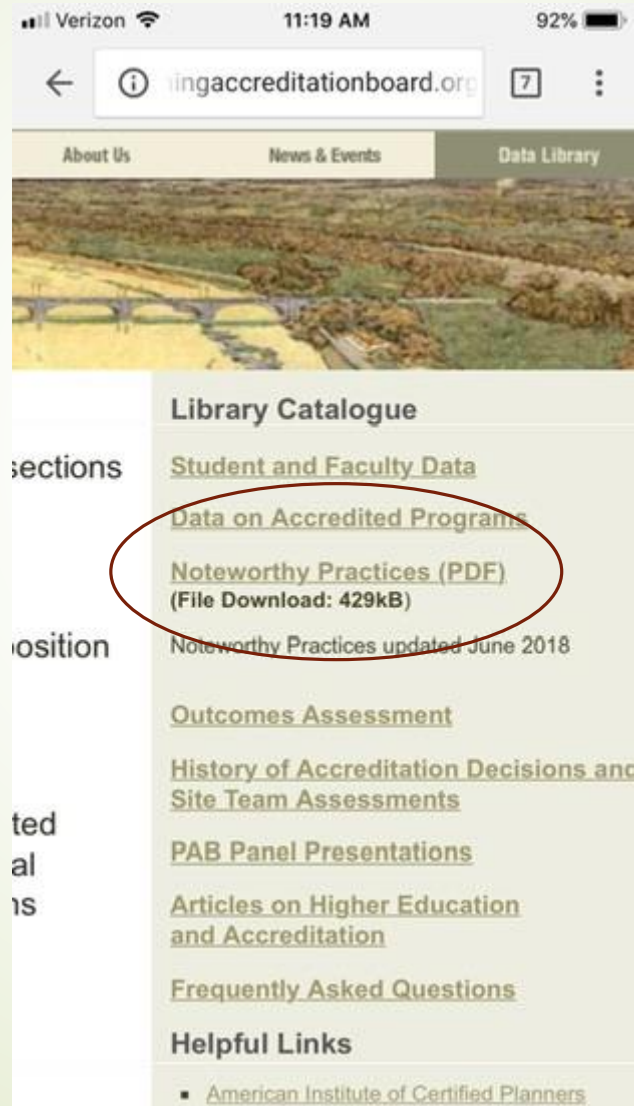 Verizon 11:19 AM 92%
ingaccreditationboard.org 7
About Us News & Events Data Library
Library Catalogue
sections
Student and Faculty Data
Data on Accredited Programs
Noteworthy Practices (PDF)
(File Download: 429kB)
osition
Noteworthy Practices updated June 2018
Outcomes Assessment
History of Accreditation Decisions and
Site Team Assessments
ted
al
ns
PAB Panel Presentations
Articles on Higher Education
and Accreditation
Frequently Asked Questions
Helpful Links
American Institute of Certified Planners